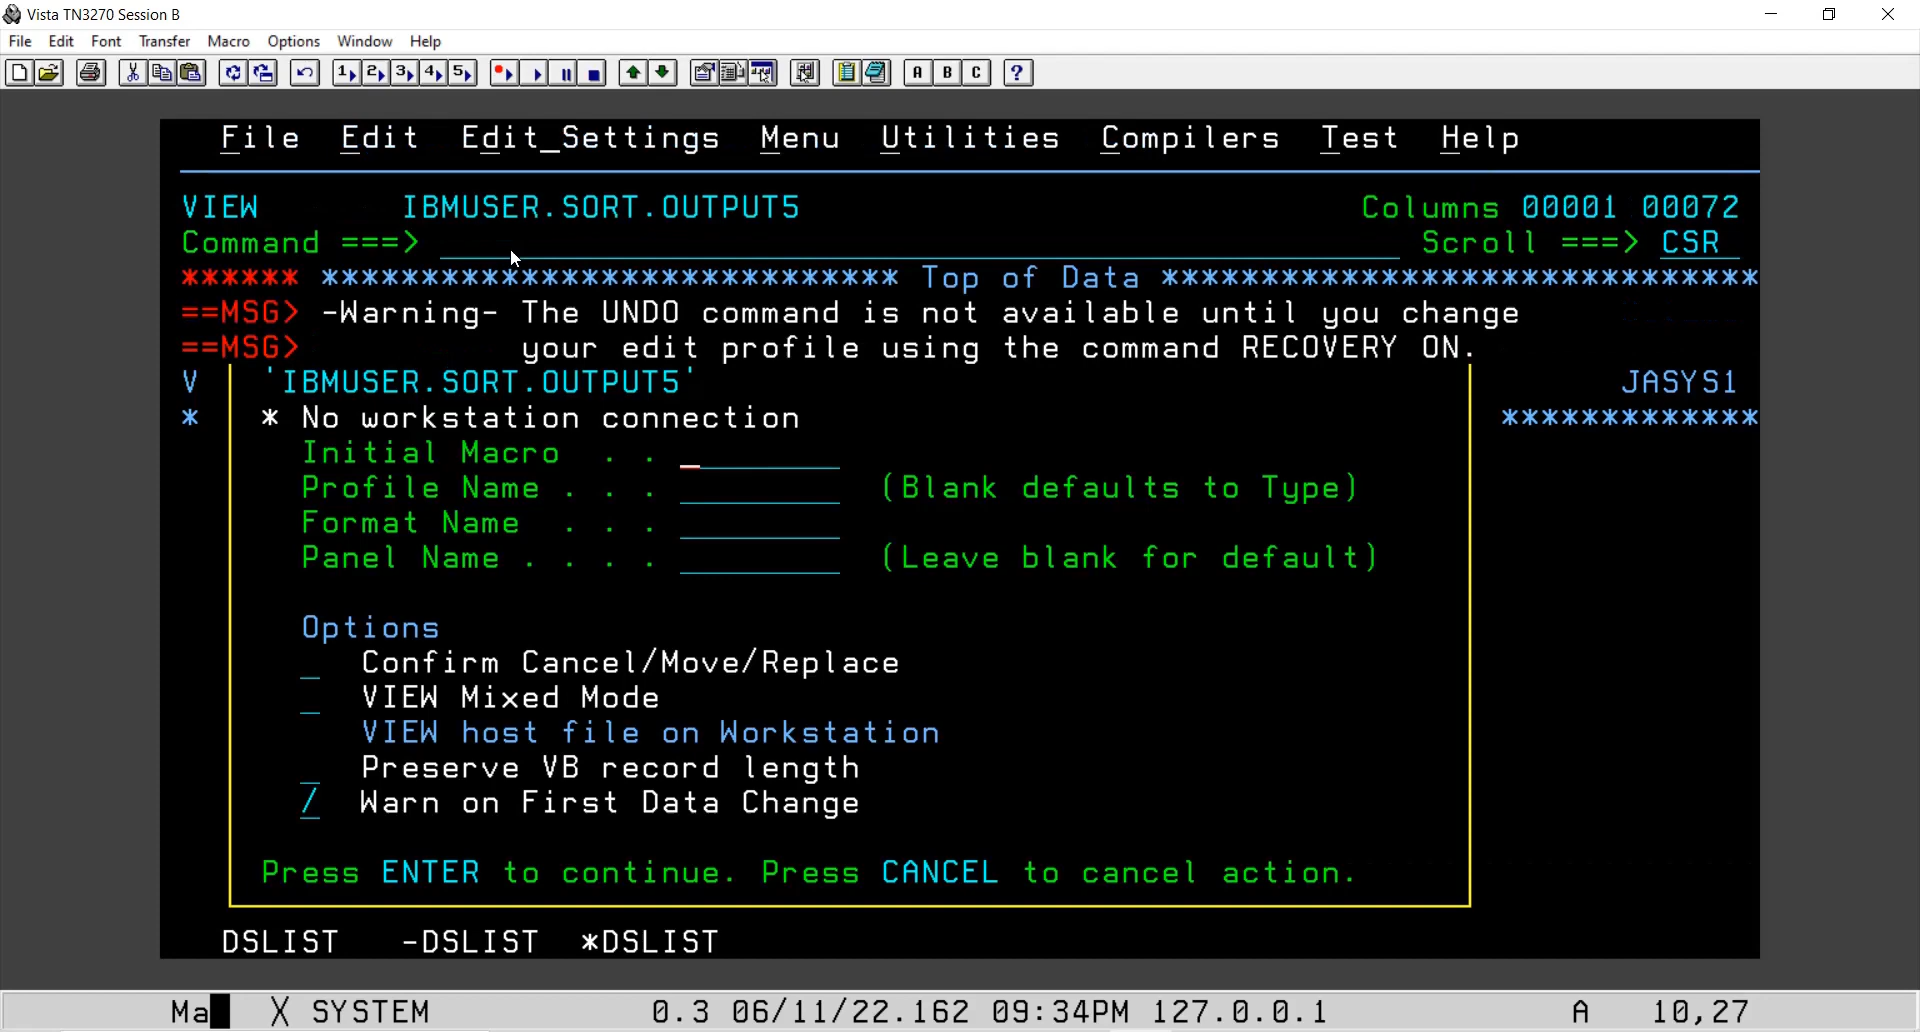 Vista TN3270 Session B
File Edit Font Transfer Macro Options Window Help
1 2 3 4 5 A B C ?
File Edit Edit_Settings Menu Utilities Compilers Test Help
VIEW IBMUSER.SORT.OUTPUT5 Columns 00001 00072
Command ===> Scroll ===> CSR
****** ***************************** Top of Data ******************************
==MSG> -Warning- The UNDO command is not available until you change
==MSG> your edit profile using the command RECOVERY ON.
V 'IBMUSER.SORT.OUTPUT5' JASYS1
* * No workstation connection *************
Initial Macro . .
Profile Name . . . (Blank defaults to Type)
Format Name . . .
Panel Name . . . . (Leave blank for default)
Options
_ Confirm Cancel/Move/Replace
_ VIEW Mixed Mode
VIEW host file on Workstation
_ Preserve VB record length
/ Warn on First Data Change
Press ENTER to continue. Press CANCEL to cancel action.
DSLIST -DSLIST *DSLIST
Ma X SYSTEM 0.3 06/11/22.162 09:34PM 127.0.0.1 A 10,27